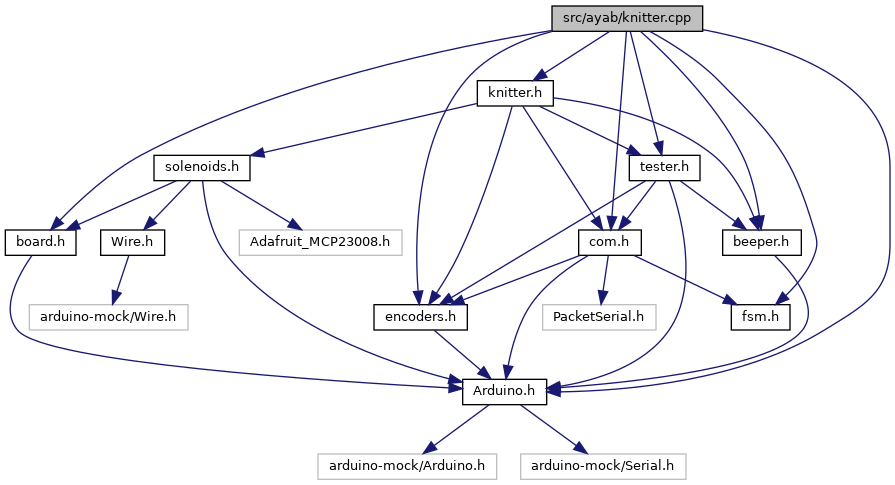 src/ayab/knitter.cpp
knitter.h
solenoids.h
tester.h
board.h
Wire.h
Adafruit_MCP23008.h
com.h
beeper.h
arduino-mock/Wire.h
encoders.h
PacketSerial.h
fsm.h
Arduino.h
arduino-mock/Arduino.h
arduino-mock/Serial.h